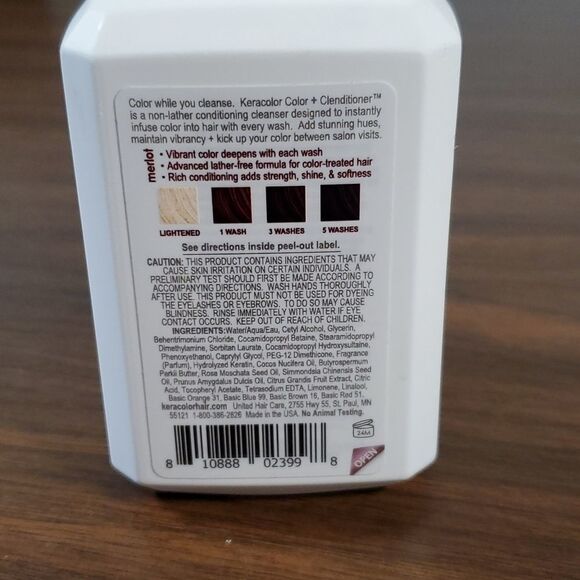 Color while you cleanse. Keracolor Color + Clenditioner™
is a non-lather conditioning cleanser designed to instantly
infuse color into hair with every wash. Add stunning hues,
maintain vibrancy + kick up your color between salon visits.
merlot
• Vibrant color deepens with each wash
• Advanced lather-free formula for color-treated hair
• Rich conditioning adds strength, shine, & softness
LIGHTENED 1 WASH 3 WASHES 5 WASHES
See directions inside peel-out label.
CAUTION: THIS PRODUCT CONTAINS INGREDIENTS THAT MAY
CAUSE SKIN IRRITATION ON CERTAIN INDIVIDUALS. A
PRELIMINARY TEST SHOULD FIRST BE MADE ACCORDING TO
ACCOMPANYING DIRECTIONS. WASH HANDS THOROUGHLY
AFTER USE. THIS PRODUCT MUST NOT BE USED FOR DYEING
THE EYELASHES OR EYEBROWS. TO DO SO MAY CAUSE
BLINDNESS. RINSE IMMEDIATELY WITH WATER IF EYE
CONTACT OCCURS. KEEP OUT OF REACH OF CHILDREN.
INGREDIENTS:Water/Aqua/Eau, Cetyl Alcohol, Glycerin,
Behentrimonium Chloride, Cocamidopropyl Betaine, Stearamidopropyl
Dimethylamine, Sorbitan Laurate, Cocamidopropyl Hydroxysultaine,
Phenoxyethanol, Caprylyl Glycol, PEG-12 Dimethicone, Fragrance
(Parfum), Hydrolyzed Keratin, Cocos Nucifera Oil, Butyrospermum
Parkii Butter, Rosa Moschata Seed Oil, Simmondsia Chinensis Seed
Oil, Prunus Amygdalus Dulcis Oil, Citrus Grandis Fruit Extract, Citric
Acid, Tocopheryl Acetate, Tetrasodium EDTA, Limonene, Linalool,
Basic Orange 31, Basic Blue 99, Basic Brown 16, Basic Red 51.
keracolorhair.com United Hair Care, 2755 Hwy 55, St. Paul, MN
55121 1-800-386-2826 Made in the USA. No Animal Testing.
24M
OPEN
8 10888 02399 8